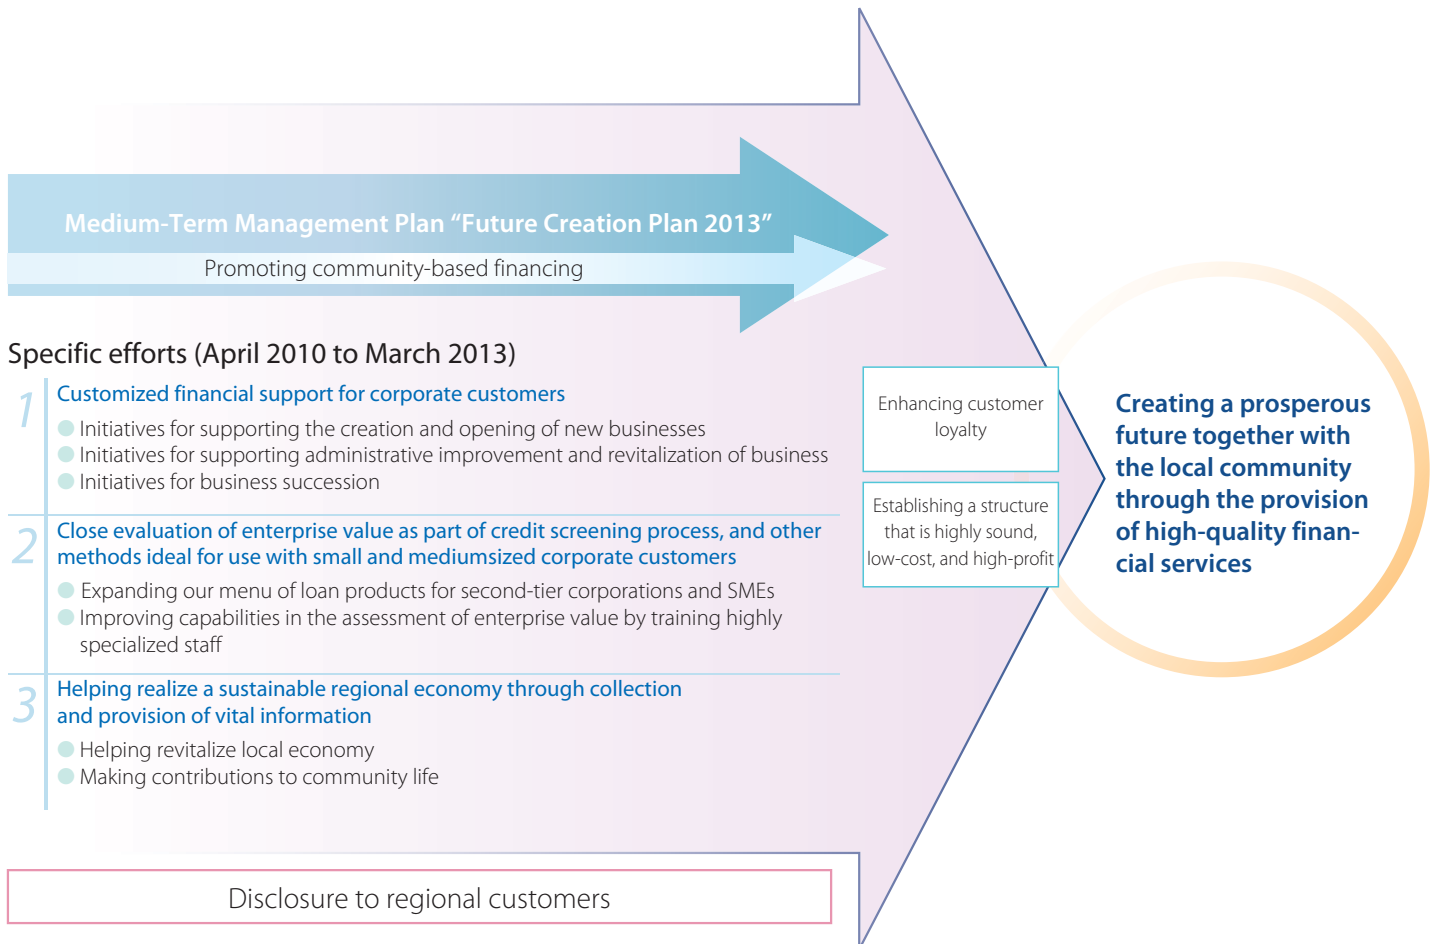 Medium-Term Management Plan “Future Creation Plan 2013”
Promoting community-based financing
Specific efforts (April 2010 to March 2013)
1
Customized financial support for corporate customers
Initiatives for supporting the creation and opening of new businesses
Initiatives for supporting administrative improvement and revitalization of business
Initiatives for business succession
2
Close evaluation of enterprise value as part of credit screening process, and other
methods ideal for use with small and mediumsized corporate customers
Expanding our menu of loan products for second-tier corporations and SMEs
Improving capabilities in the assessment of enterprise value by training highly
specialized staff
3
Helping realize a sustainable regional economy through collection
and provision of vital information
Helping revitalize local economy
Making contributions to community life
Disclosure to regional customers
Enhancing customer
loyalty
Establishing a structure
that is highly sound,
low-cost, and high-profit
Creating a prosperous
future together with
the local community
through the provision
of high-quality finan-
cial services